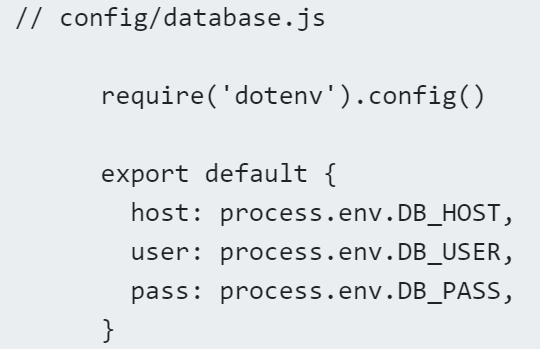 // config/database.js
require('dotenv').config()
export default {
host: process.env.DB_HOST,
user: process.env.DB_USER,
pass: process.env.DB_PASS,
}